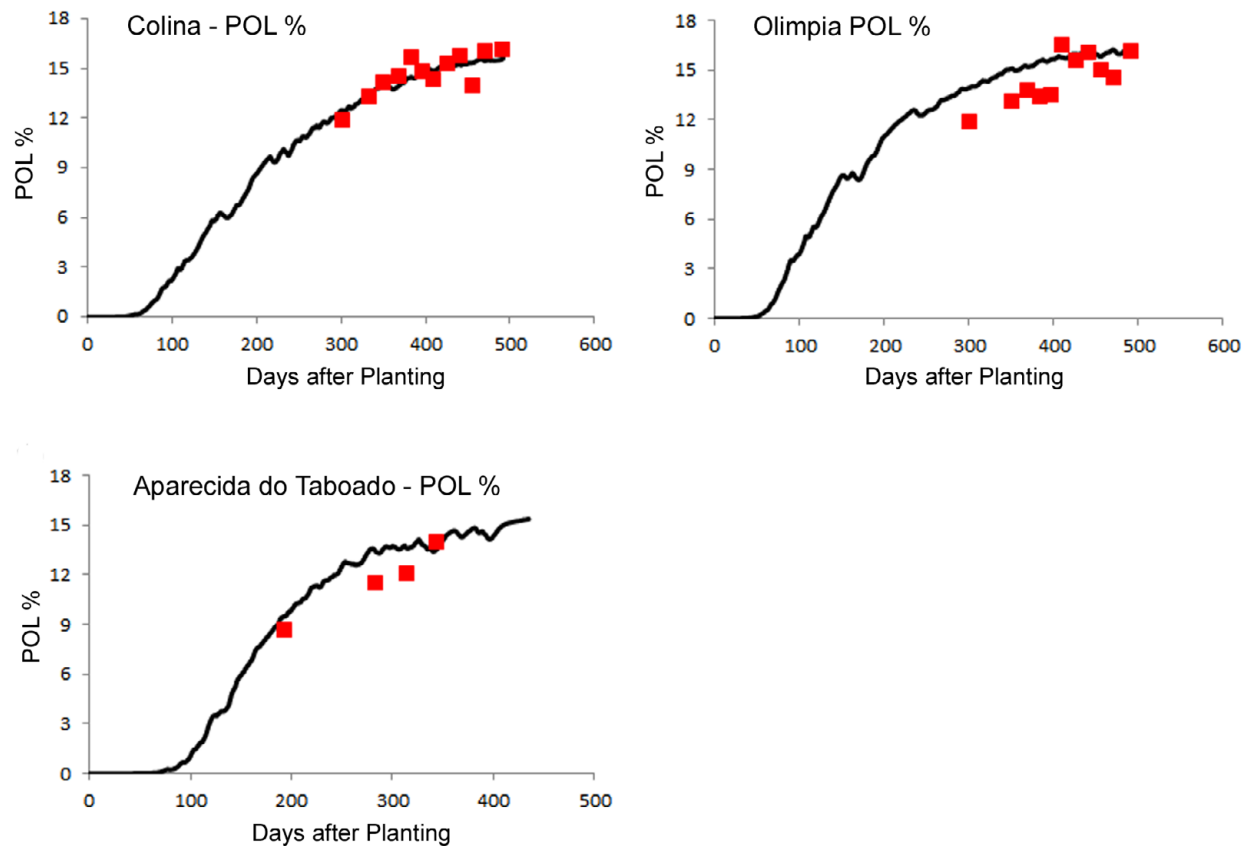 Colina - POL %
18
15
12
9
6
3
0
POL %
0 100 200 300 400 500 600
Days after Planting
Olimpia POL %
18
15
12
9
6
3
0
POL %
0 100 200 300 400 500 600
Days after Planting
Aparecida do Taboado - POL %
18
15
12
9
6
3
0
POL %
0 100 200 300 400 500
Days after Planting